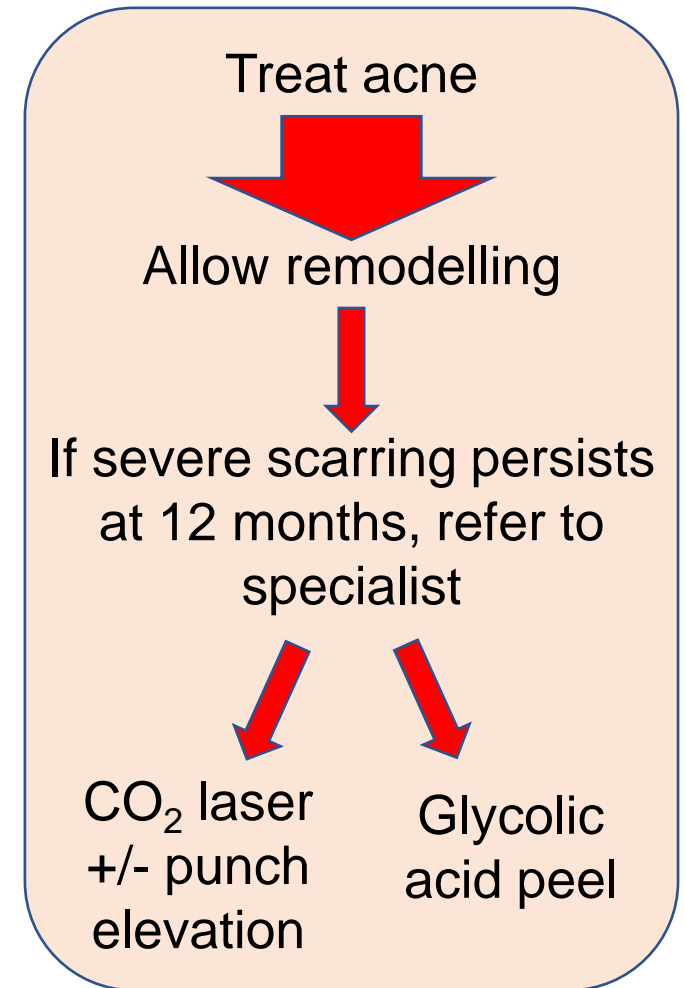 Treat acne
Allow remodelling
If severe scarring persists
at 12 months, refer to
specialist
CO₂ laser
+/- punch
elevation
Glycolic
acid peel